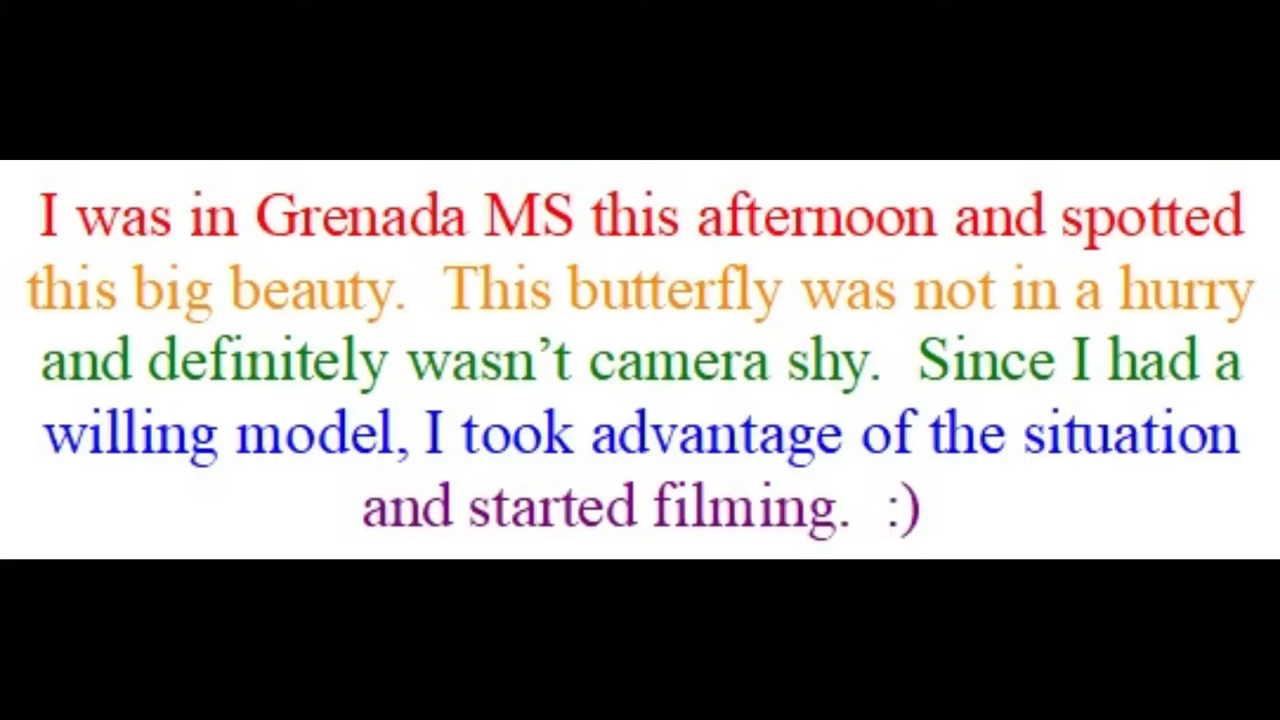 I was in Grenada MS this afternoon and spotted
this big beauty.  This butterfly was not in a hurry
and definitely wasn’t camera shy.  Since I had a
willing model, I took advantage of the situation
and started filming.  :)